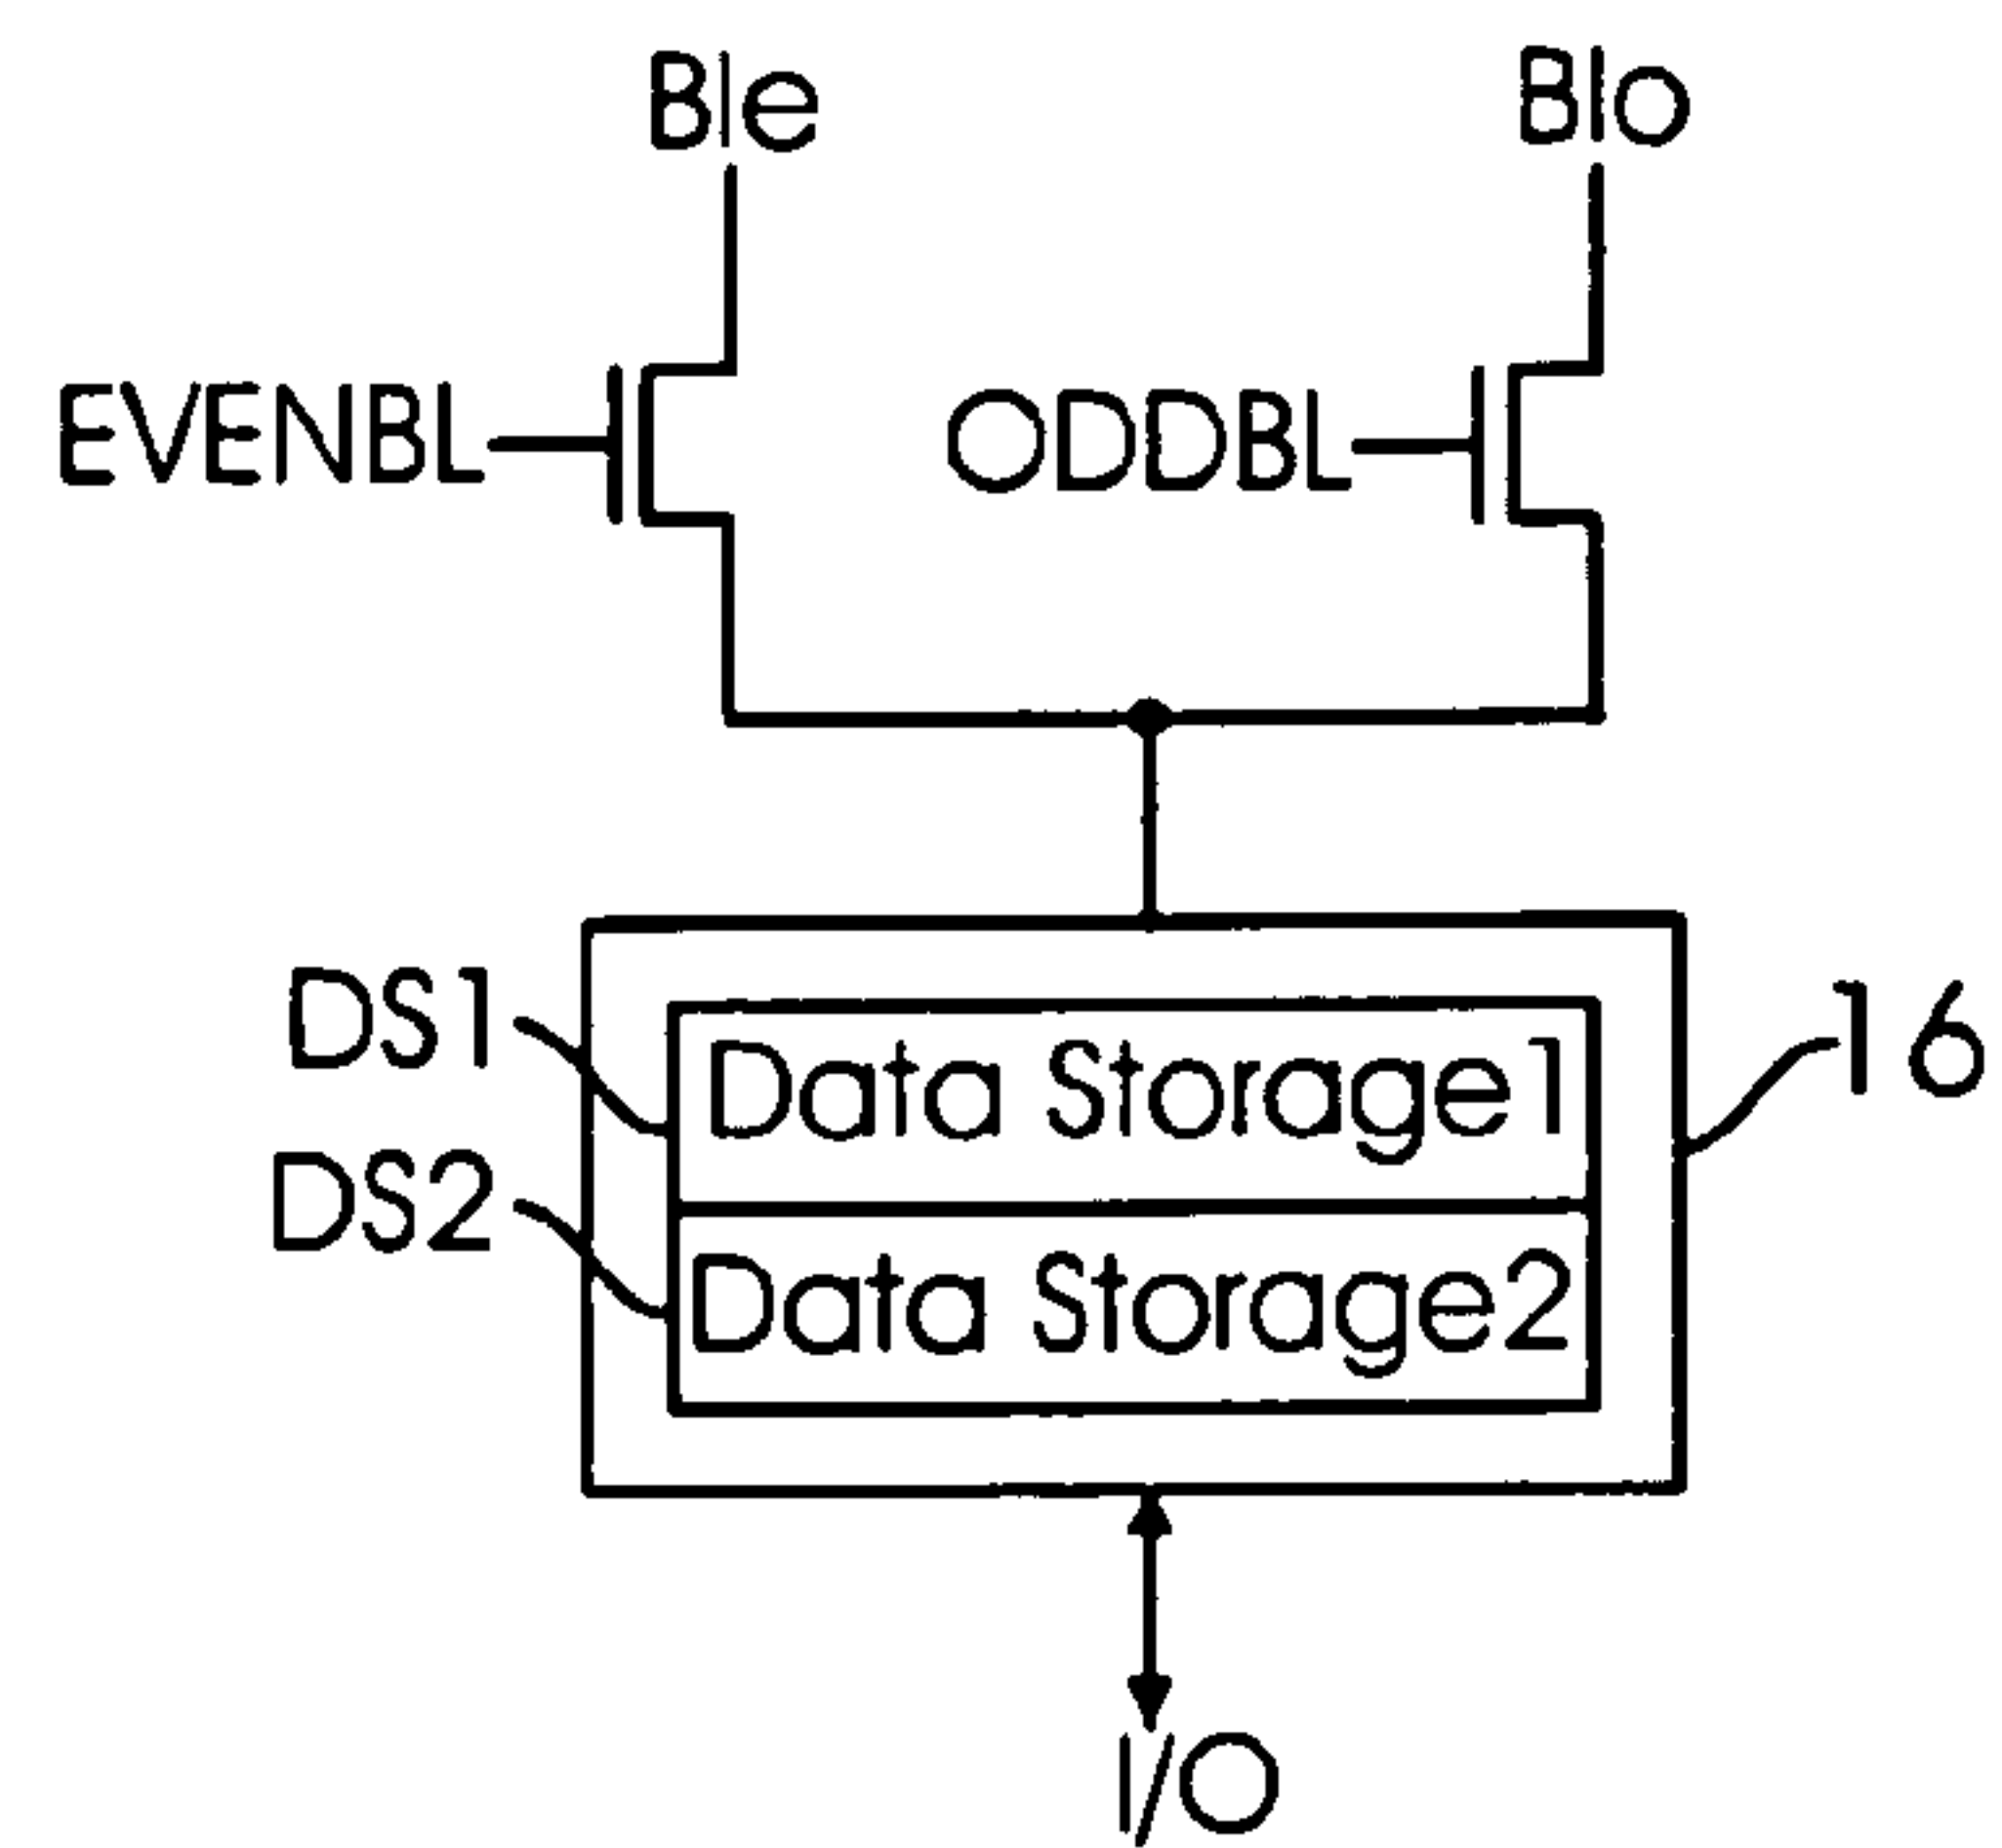 Ble
Blo
EVENBL
ODDBL
DS1
Data Storage1
16
DS2
Data Storage2
I/O